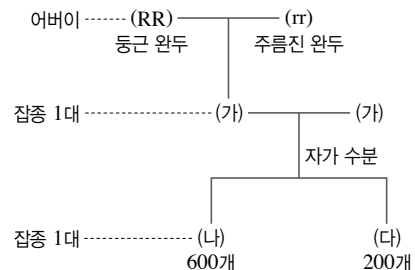 어버이 (RR) (rr)
둥근 완두 주름진 완두
잡종 1대 (가) (가)
자가 수분
잡종 1대 (나) (다)
600개 200개